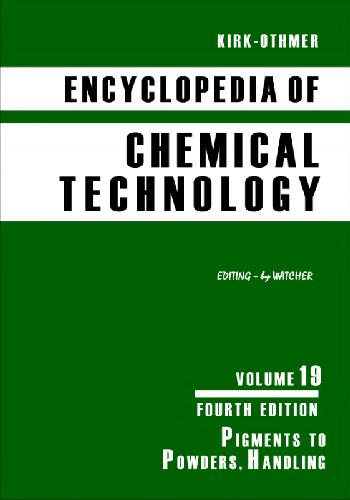 KIRK-OTHMER
ENCYCLOPEDIA OF
CHEMICAL
TECHNOLOGY
EDITING - by WATCHER
VOLUME 19
FOURTH EDITION
PIGMENTS TO
POWDERS, HANDLING